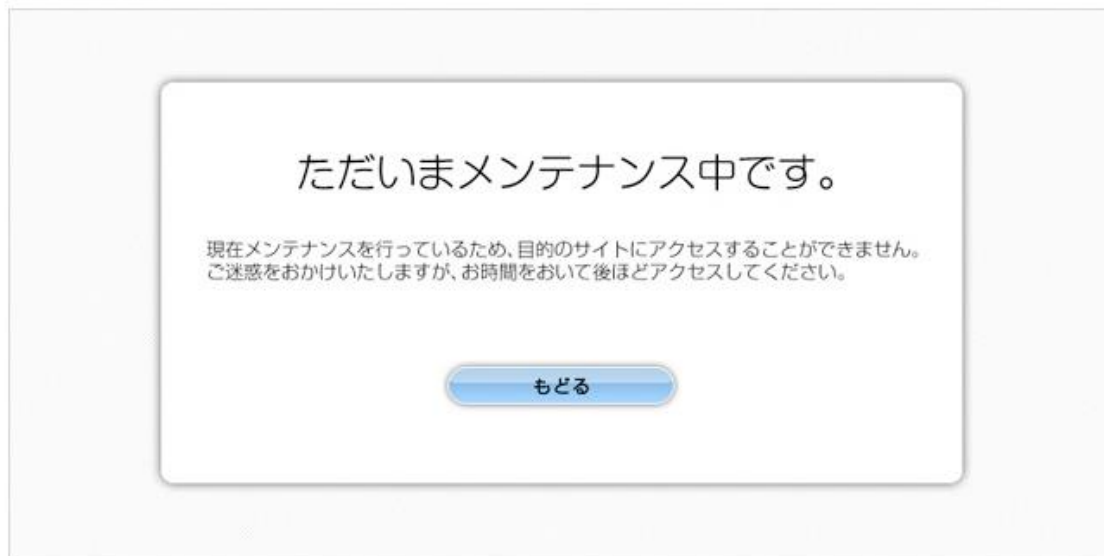 ただいまメンテナンス中です。
現在メンテナンスを行っているため、目的のサイトにアクセスすることができません。
ご迷惑をおかけいたしますが、お時間をおいて後ほどアクセスしてください。
もどる